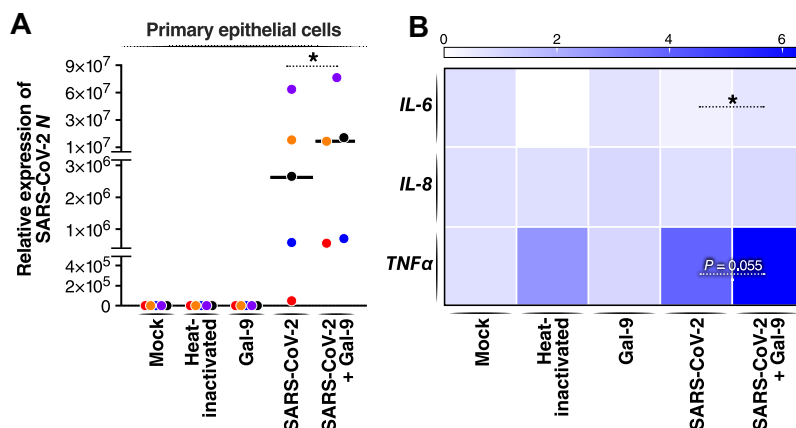 A
Primary epithelial cells
Relative expression of
SARS-CoV-2 N
9×10⁷
6×10⁷
3×10⁷
1×10⁷
3×10⁶
2×10⁶
1×10⁶
4×10⁵
2×10⁵
0
*
Mock
Heat-
inactivated
Gal-9
SARS-CoV-2
SARS-CoV-2
+ Gal-9
B
0 2 4 6
IL-6
IL-8
TNFα
*
P = 0.055
Mock
Heat-
inactivated
Gal-9
SARS-CoV-2
SARS-CoV-2
+ Gal-9